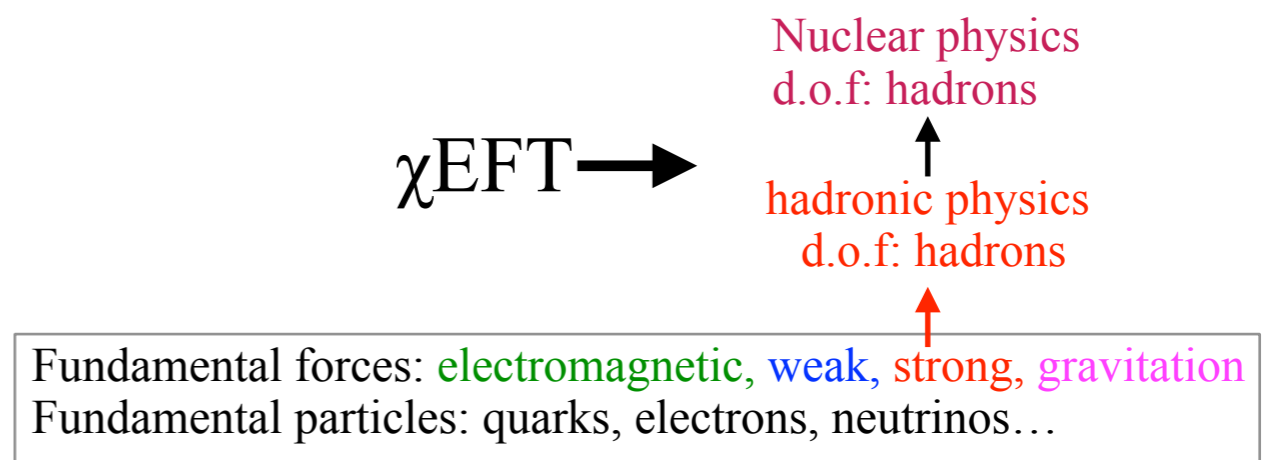 Nuclear physics
d.o.f: hadrons
χEFT
hadronic physics
d.o.f: hadrons
Fundamental forces: electromagnetic, weak, strong, gravitation
Fundamental particles: quarks, electrons, neutrinos…